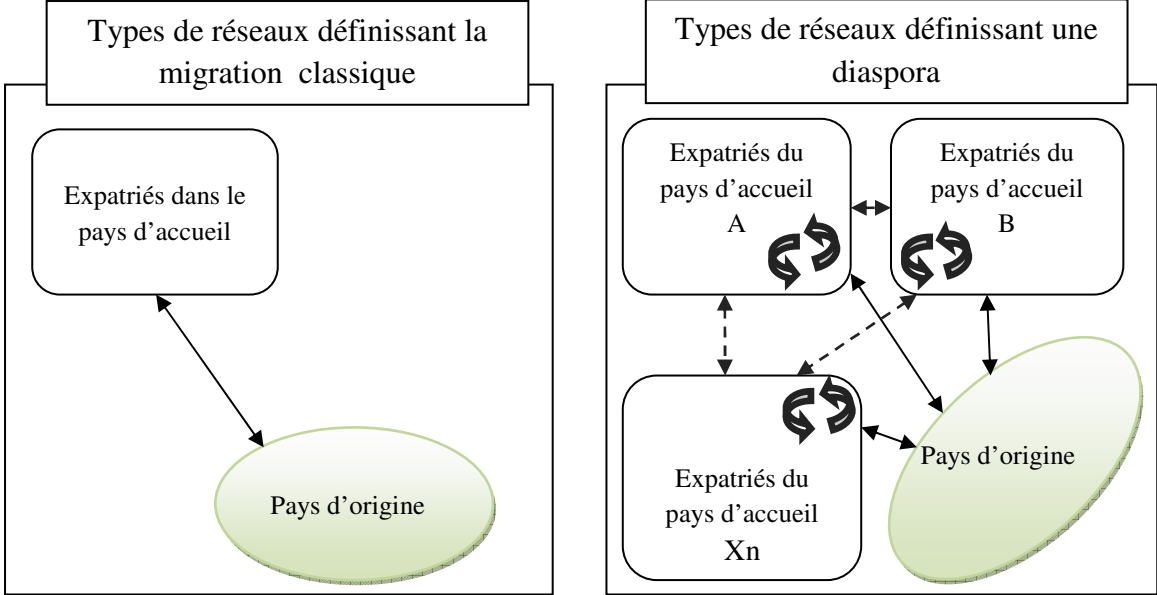 Types de réseaux définissant la
migration classique
Expatriés dans le
pays d’accueil
Pays d’origine
Types de réseaux définissant une
diaspora
Expatriés du
pays d’accueil
A
Expatriés du
pays d’accueil
B
Expatriés du
pays d’accueil
Xn
Pays d’origine